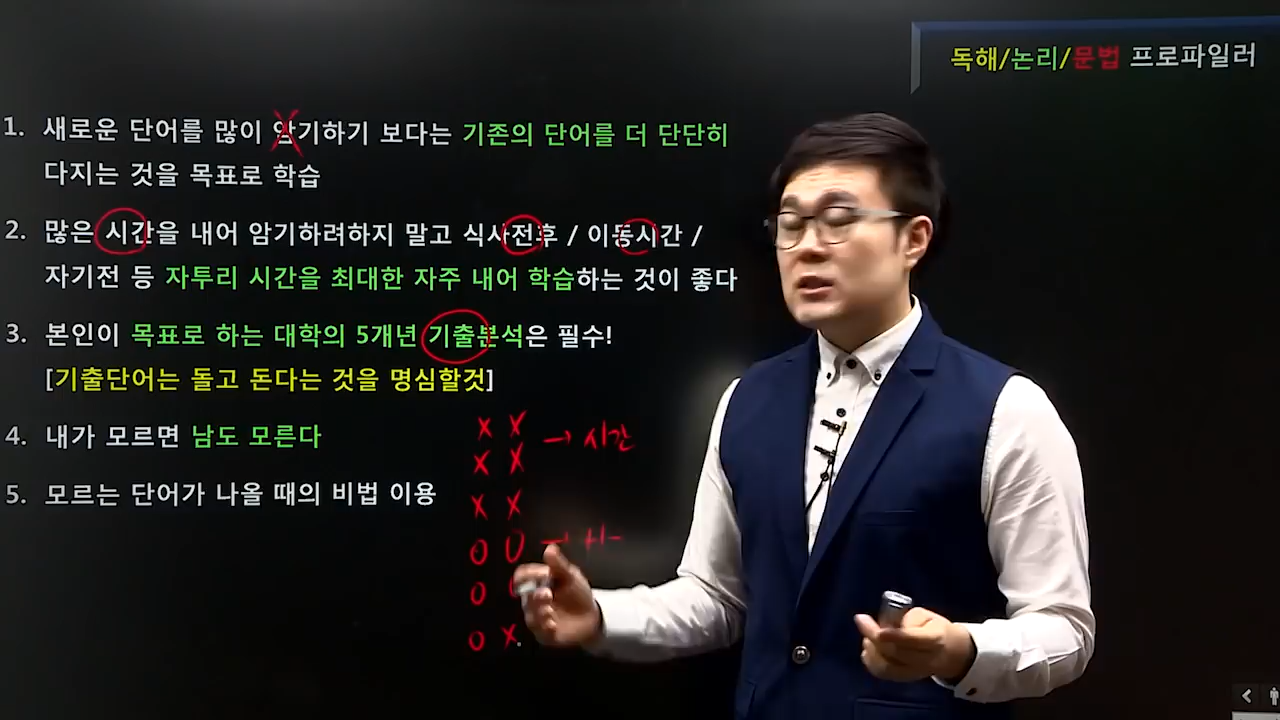 독해/논리/문법 프로파일러
1. 새로운 단어를 많이 암기하기 보다는 기존의 단어를 더 단단히
다지는 것을 목표로 학습
2. 많은 시간을 내어 암기하려하지 말고 식사전후 / 이동시간 /
자기전 등 자투리 시간을 최대한 자주 내어 학습하는 것이 좋다
3. 본인이 목표로 하는 대학의 5개년 기출분석은 필수!
[기출단어는 돌고 돈다는 것을 명심할것]
4. 내가 모르면 남도 모른다
X X → 시간
X X
5. 모르는 단어가 나올 때의 비법 이용
X X
O O →
O
O X